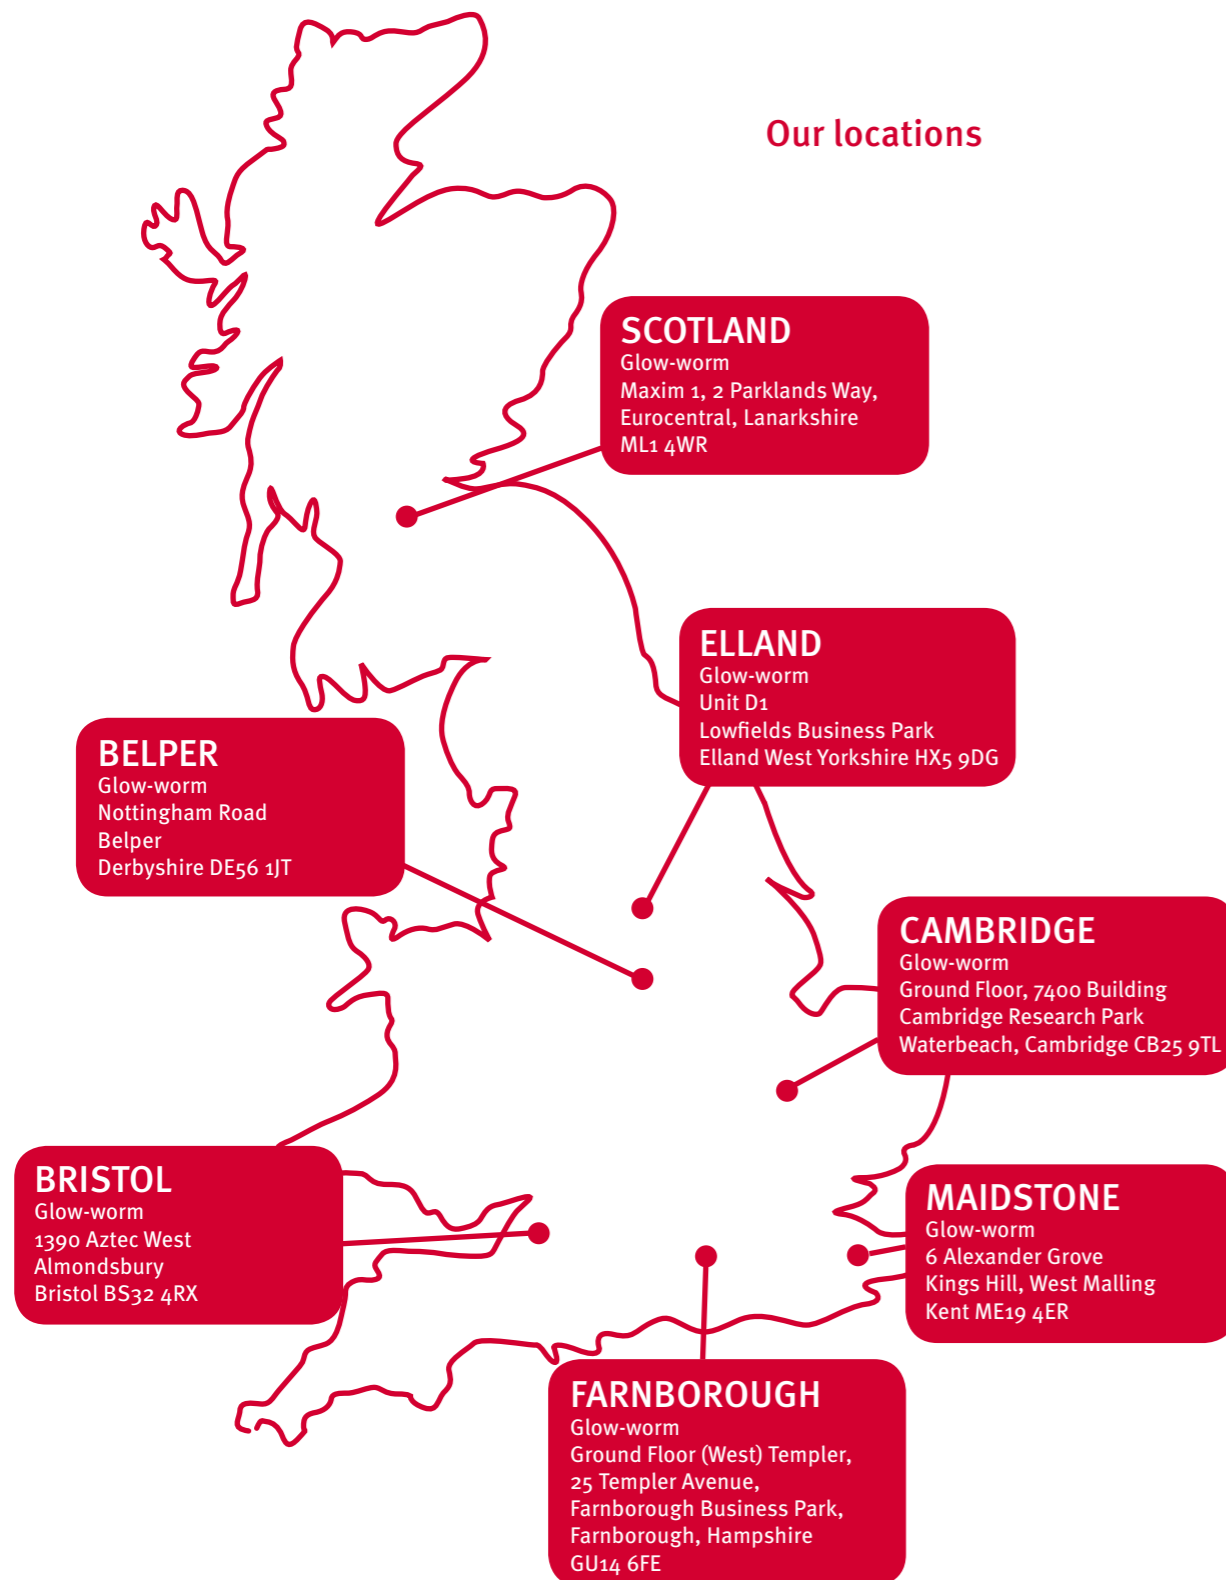 Our locations
SCOTLAND
Glow-worm
Maxim 1, 2 Parklands Way,
Eurocentral, Lanarkshire
ML1 4WR
ELLAND
Glow-worm
Unit D1
Lowfields Business Park
Elland West Yorkshire HX5 9DG
BELPER
Glow-worm
Nottingham Road
Belper
Derbyshire DE56 1JT
CAMBRIDGE
Glow-worm
Ground Floor, 7400 Building
Cambridge Research Park
Waterbeach, Cambridge CB25 9TL
BRISTOL
Glow-worm
1390 Aztec West
Almondsbury
Bristol BS32 4RX
MAIDSTONE
Glow-worm
6 Alexander Grove
Kings Hill, West Malling
Kent ME19 4ER
FARNBOROUGH
Glow-worm
Ground Floor (West) Templer,
25 Templer Avenue,
Farnborough Business Park,
Farnborough, Hampshire
GU14 6FE